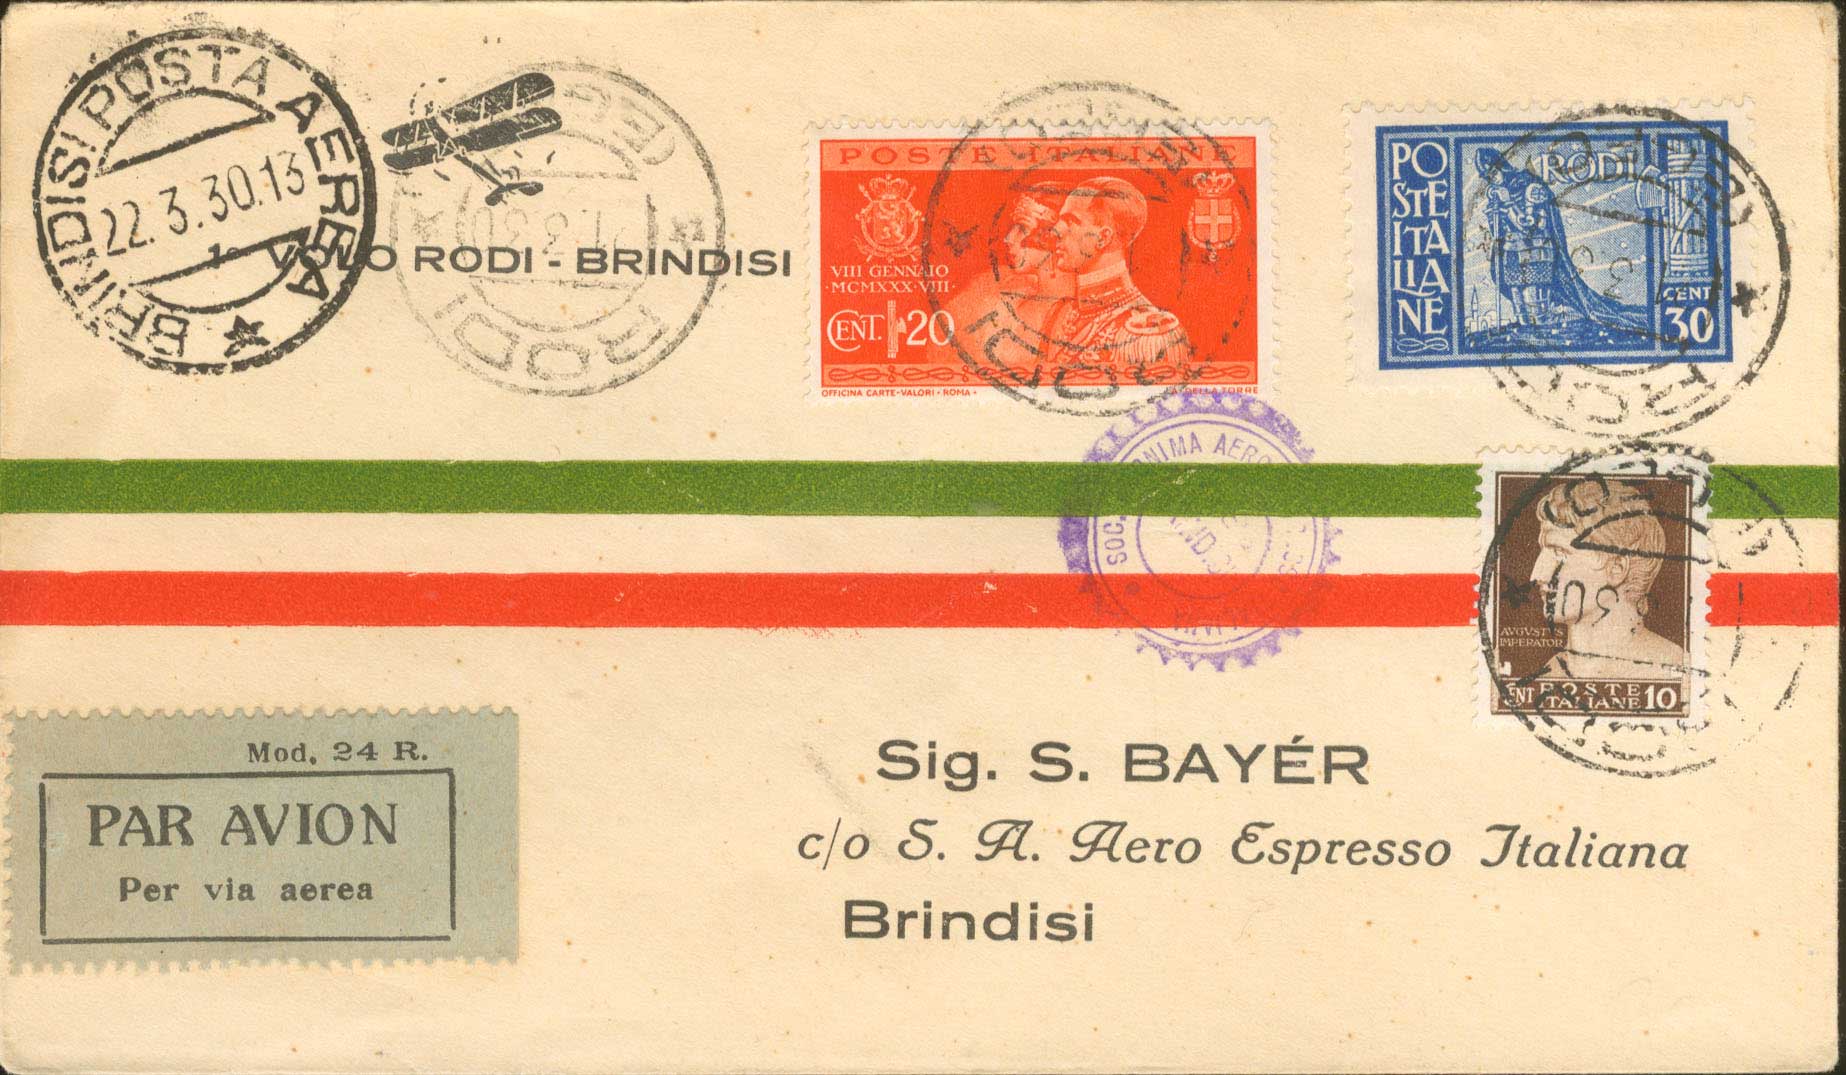 BRINDISI POSTA AEREA
22.3.30.13
RODI - BRINDISI
RODI
POSTE ITALIANE
VIII GENNAIO
·MCMXXX·VIII·
CENT. 20
OFFICINA CARTE-VALORI · ROMA ·
RODI
POSTE ITALIANE
RODI
CENT
30
SOC.
AVGVSTVS
IMPERATOR
POSTE
ITALIANE
10
Mod. 24 R.
PAR AVION
Per via aerea
Sig. S. BAYÉR
c/o S. A. Aero Espresso Italiana
Brindisi